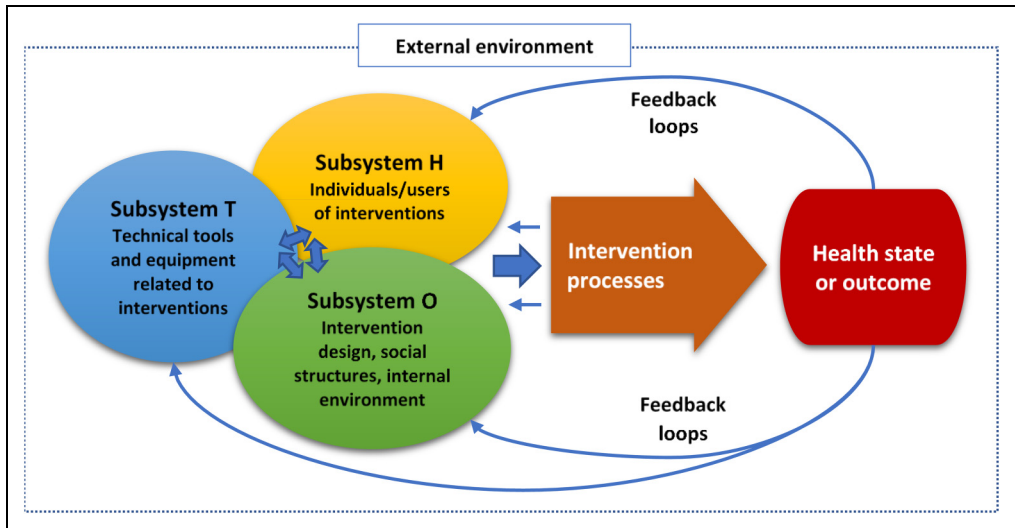 External environment
Feedback
loops
Subsystem H
Individuals/users
of interventions
Subsystem T
Technical tools
and equipment
related to
interventions
Intervention
processes
Health state
or outcome
Subsystem O
Intervention
design, social
structures, internal
environment
Feedback
loops